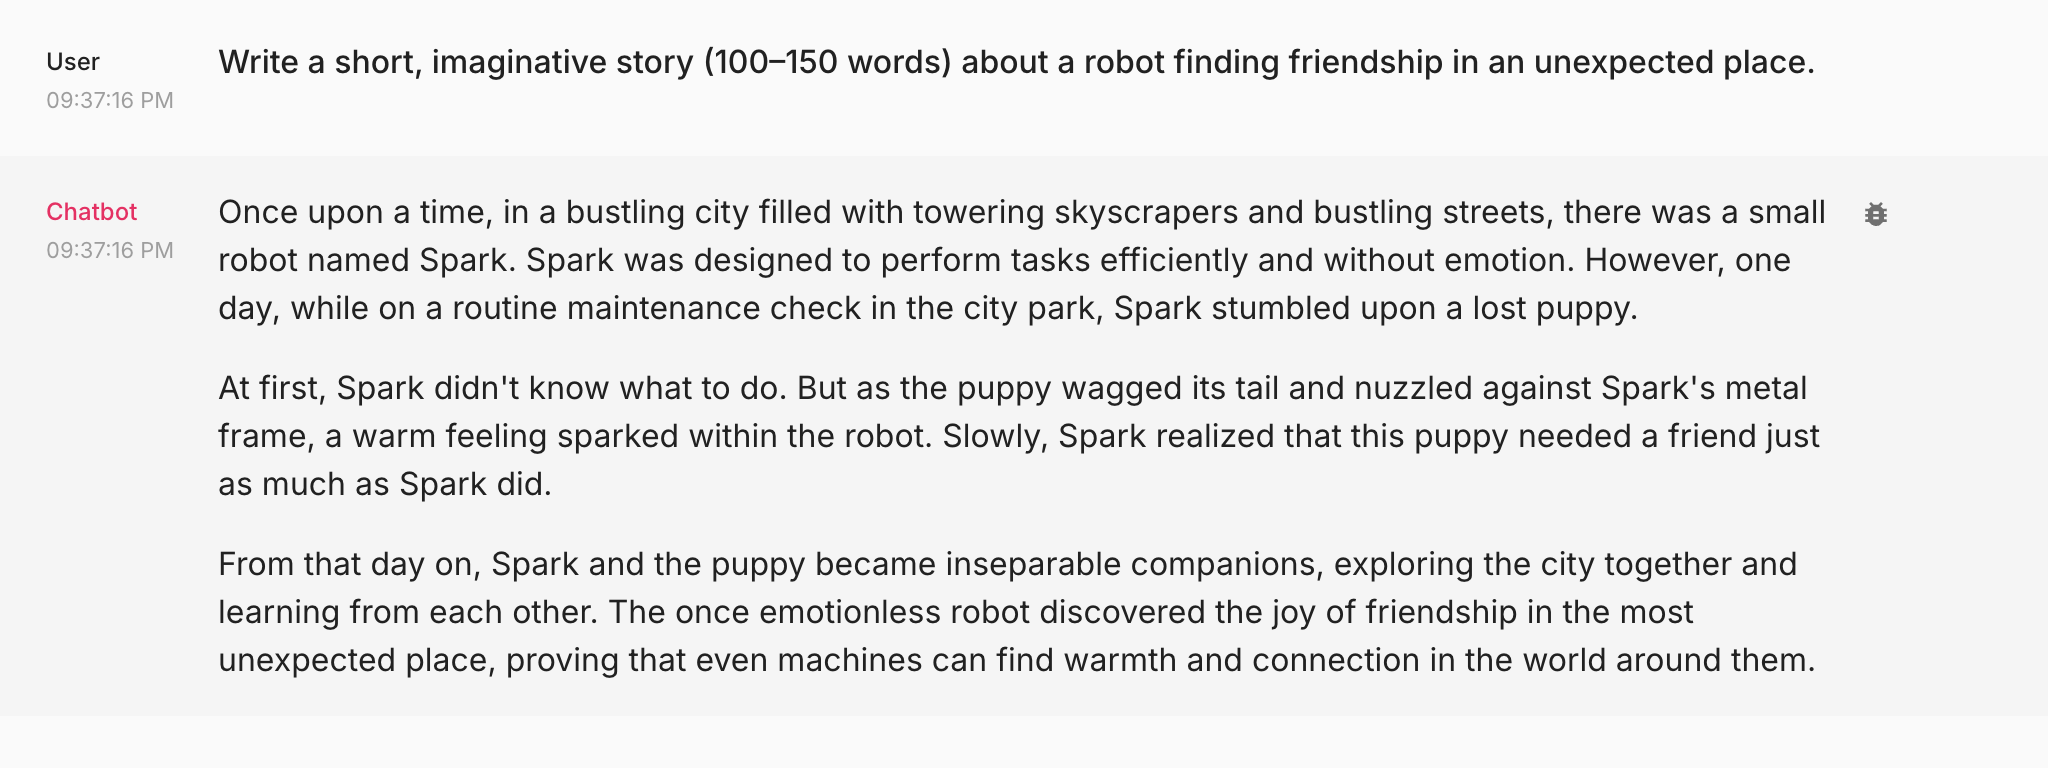 User
09:37:16 PM
Write a short, imaginative story (100–150 words) about a robot finding friendship in an unexpected place.
Chatbot
09:37:16 PM
Once upon a time, in a bustling city filled with towering skyscrapers and bustling streets, there was a small
robot named Spark. Spark was designed to perform tasks efficiently and without emotion. However, one
day, while on a routine maintenance check in the city park, Spark stumbled upon a lost puppy.
At first, Spark didn't know what to do. But as the puppy wagged its tail and nuzzled against Spark's metal
frame, a warm feeling sparked within the robot. Slowly, Spark realized that this puppy needed a friend just
as much as Spark did.
From that day on, Spark and the puppy became inseparable companions, exploring the city together and
learning from each other. The once emotionless robot discovered the joy of friendship in the most
unexpected place, proving that even machines can find warmth and connection in the world around them.